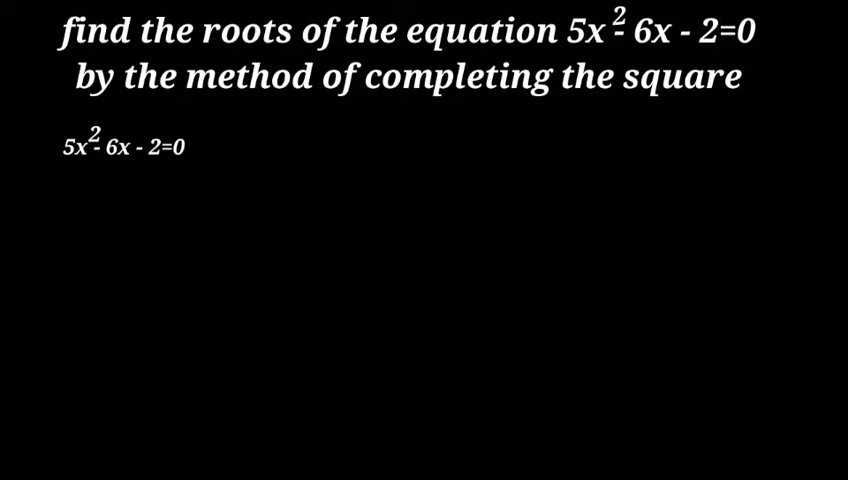 find the roots of the equation 5x² - 6x - 2=0
by the method of completing the square
5x² - 6x - 2=0